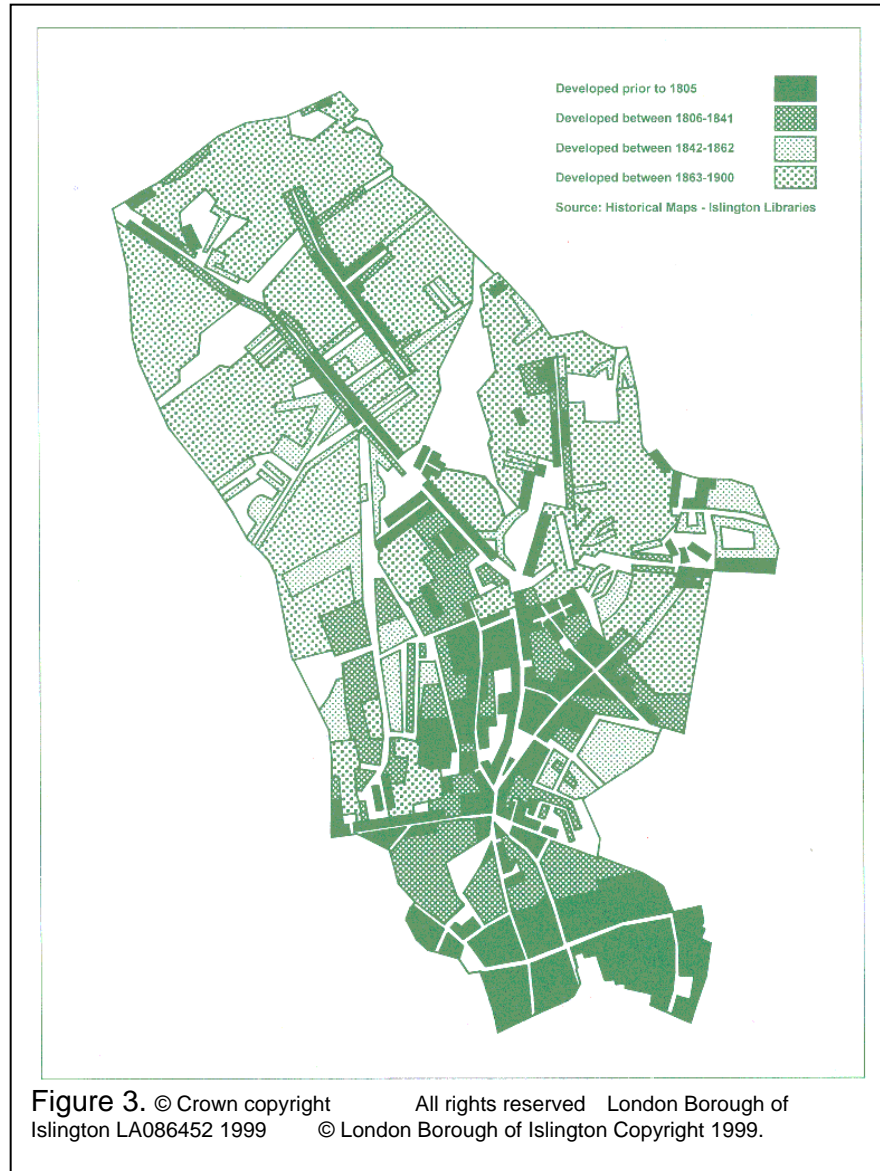 Developed prior to 1805
Developed between 1806-1841
Developed between 1842-1862
Developed between 1863-1900
Source: Historical Maps - Islington Libraries
Figure 3. © Crown copyright All rights reserved London Borough of
Islington LA086452 1999 © London Borough of Islington Copyright 1999.